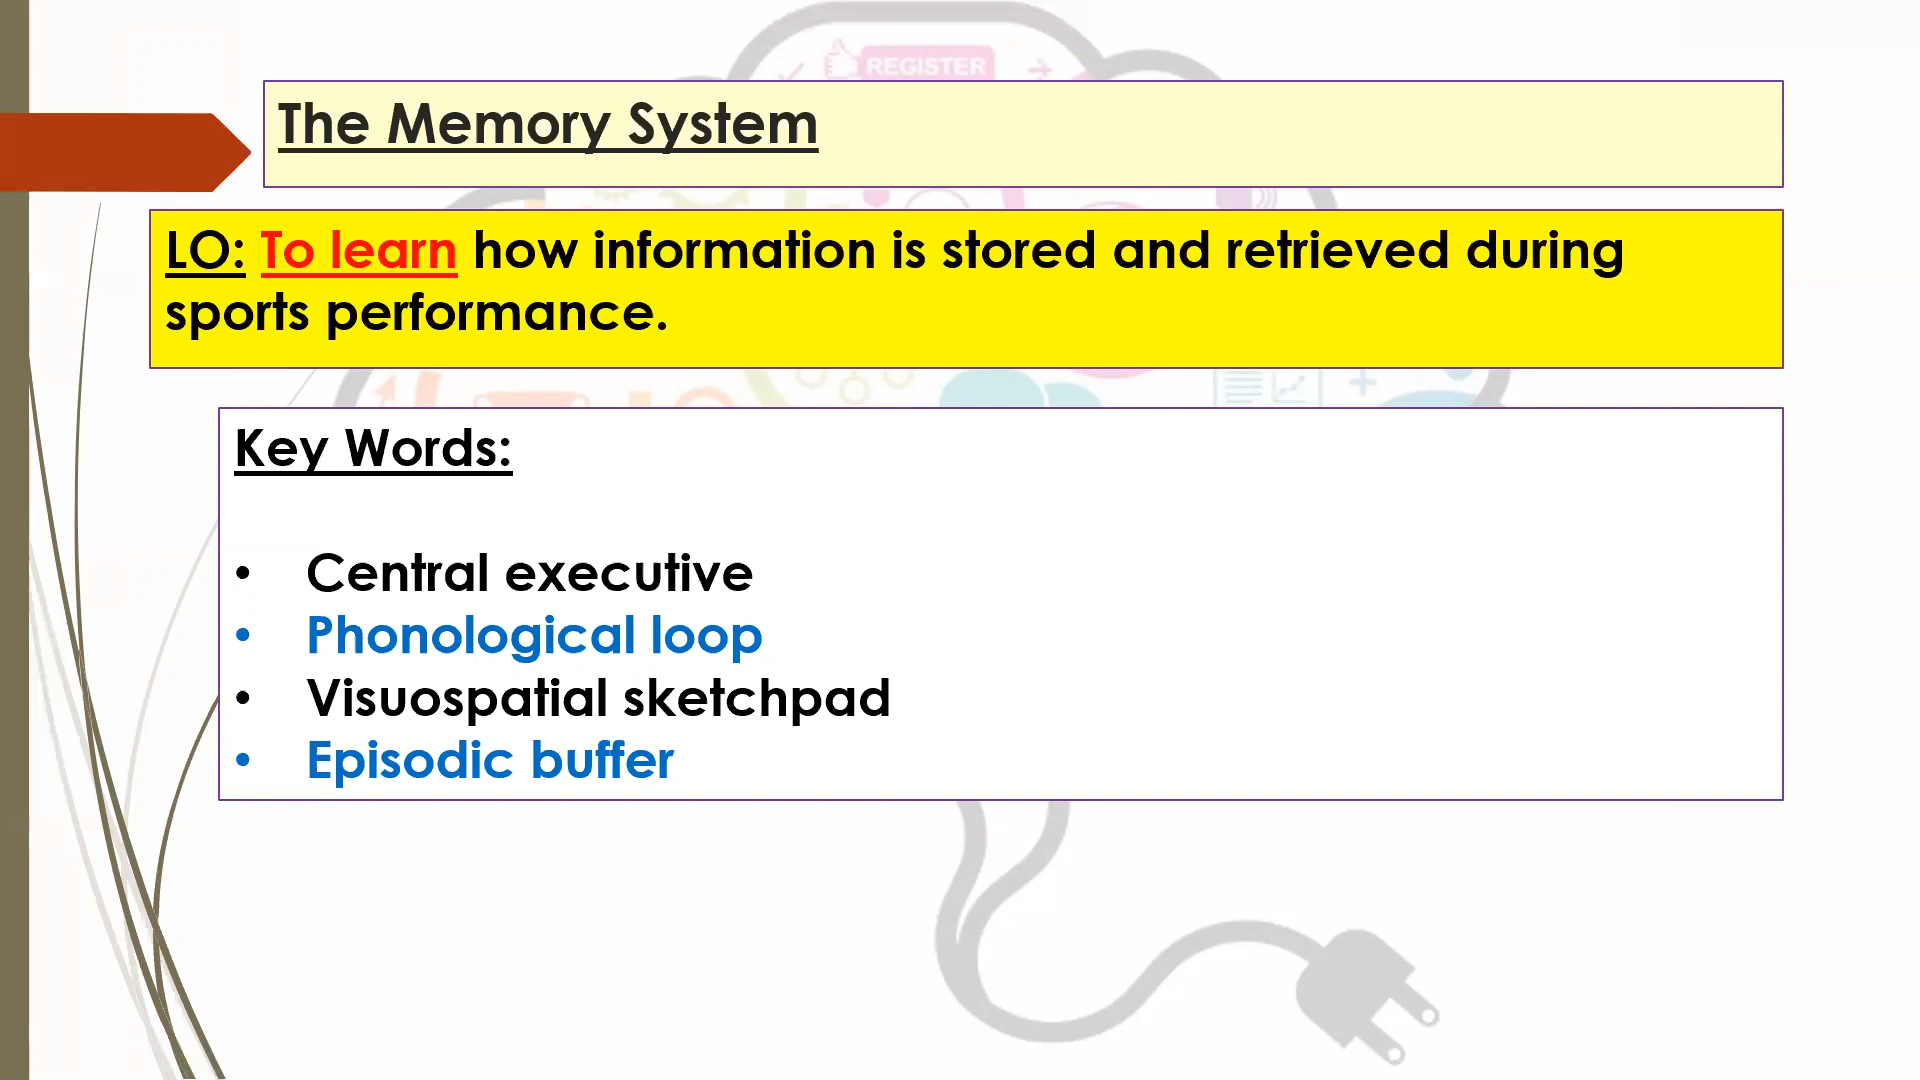 REGISTER
The Memory System
LO: To learn how information is stored and retrieved during
sports performance.
Key Words:
• Central executive
• Phonological loop
• Visuospatial sketchpad
• Episodic buffer